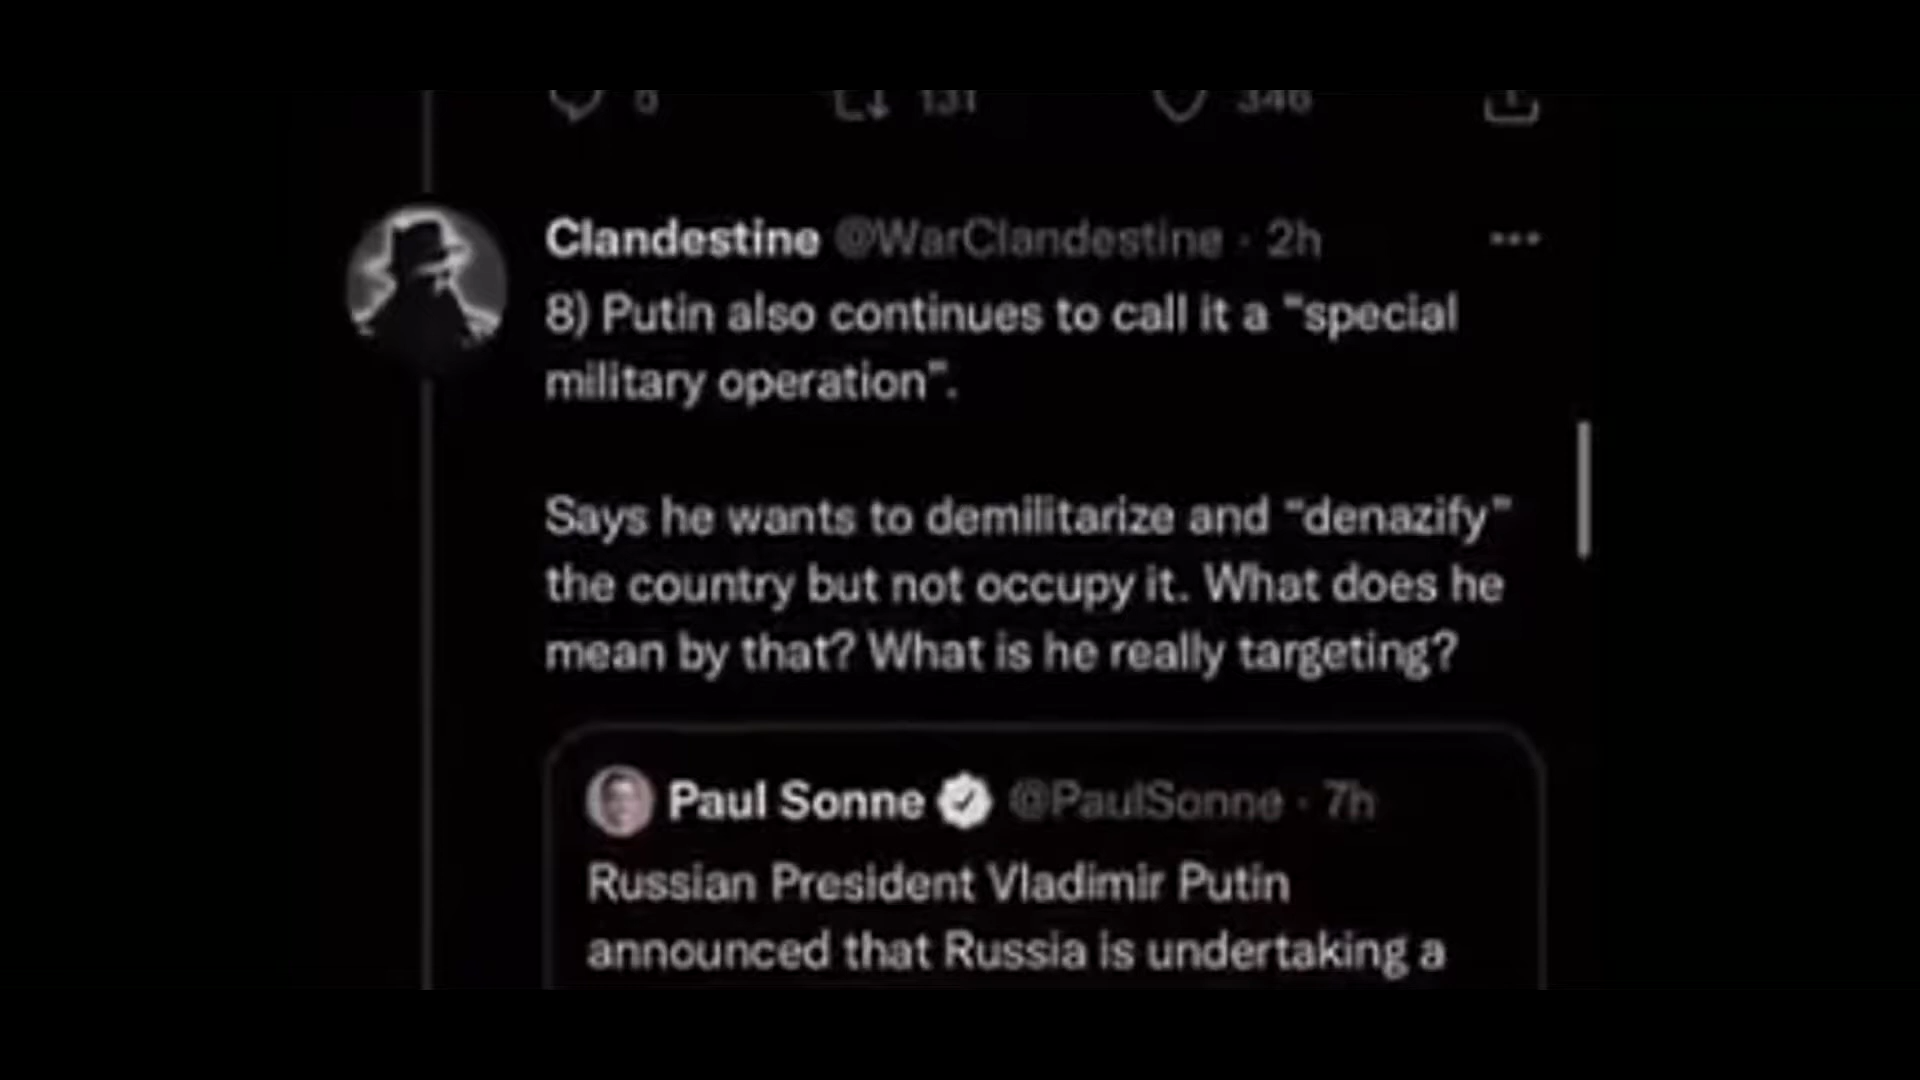 131 346
Clandestine @WarClandestine · 2h
8) Putin also continues to call it a "special
military operation".
Says he wants to demilitarize and "denazify"
the country but not occupy it. What does he
mean by that? What is he really targeting?
Paul Sonne @PaulSonne · 7h
Russian President Vladimir Putin
announced that Russia is undertaking a